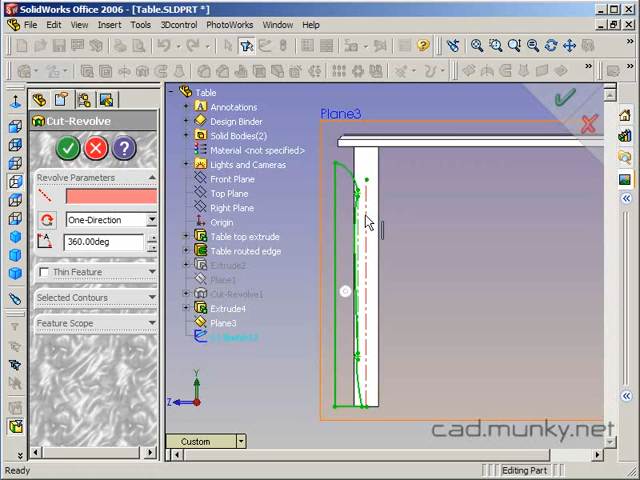 SolidWorks Office 2006 - [Table.SLDPRT *]
File Edit View Insert Tools 3Dcontrol PhotoWorks Window Help
Cut-Revolve
Revolve Parameters
One-Direction
360.00deg
Thin Feature
Selected Contours
Feature Scope
Table
Annotations
Design Binder
Solid Bodies(2)
Material <not specified>
Lights and Cameras
Front Plane
Top Plane
Right Plane
Origin
Table top extrude
Table routed edge
Extrude2
Plane1
Cut-Revolve1
Extrude4
Plane3
Plane3
Y
Z
Custom
cad.munky.net
Ready
Editing Part